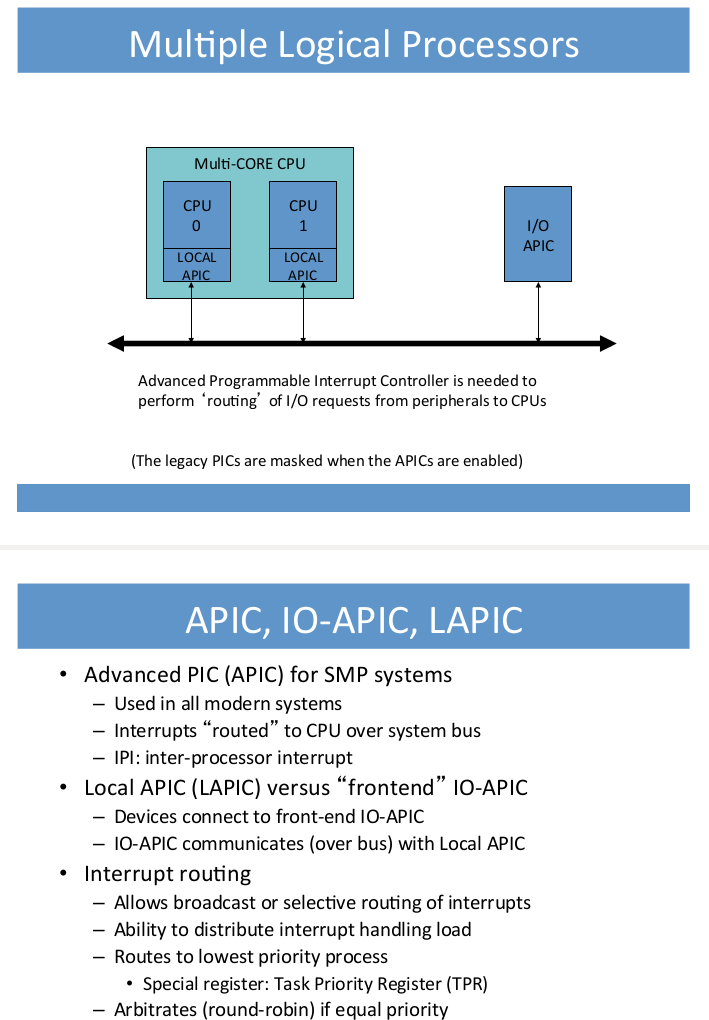 Multiple Logical Processors
Multi-CORE CPU
CPU
0
LOCAL
APIC
CPU
1
LOCAL
APIC
I/O
APIC
Advanced Programmable Interrupt Controller is needed to
perform ‘routing’ of I/O requests from peripherals to CPUs
(The legacy PICs are masked when the APICs are enabled)
APIC, IO-APIC, LAPIC
• Advanced PIC (APIC) for SMP systems
– Used in all modern systems
– Interrupts “routed” to CPU over system bus
– IPI: inter-processor interrupt
• Local APIC (LAPIC) versus “frontend” IO-APIC
– Devices connect to front-end IO-APIC
– IO-APIC communicates (over bus) with Local APIC
• Interrupt routing
– Allows broadcast or selective routing of interrupts
– Ability to distribute interrupt handling load
– Routes to lowest priority process
• Special register: Task Priority Register (TPR)
– Arbitrates (round-robin) if equal priority